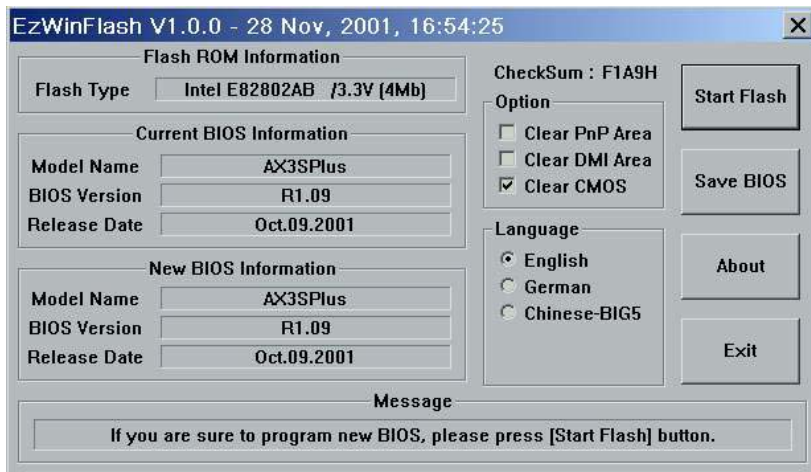 EzWinFlash V1.0.0 - 28 Nov, 2001, 16:54:25
Flash ROM Information
Flash Type Intel E82802AB /3.3V (4Mb)
Current BIOS Information
Model Name AX3SPlus
BIOS Version R1.09
Release Date Oct.09.2001
New BIOS Information
Model Name AX3SPlus
BIOS Version R1.09
Release Date Oct.09.2001
CheckSum : F1A9H
Option
Clear PnP Area
Clear DMI Area
Clear CMOS
Language
English
German
Chinese-BIG5
Start Flash
Save BIOS
About
Exit
Message
If you are sure to program new BIOS, please press [Start Flash] button.